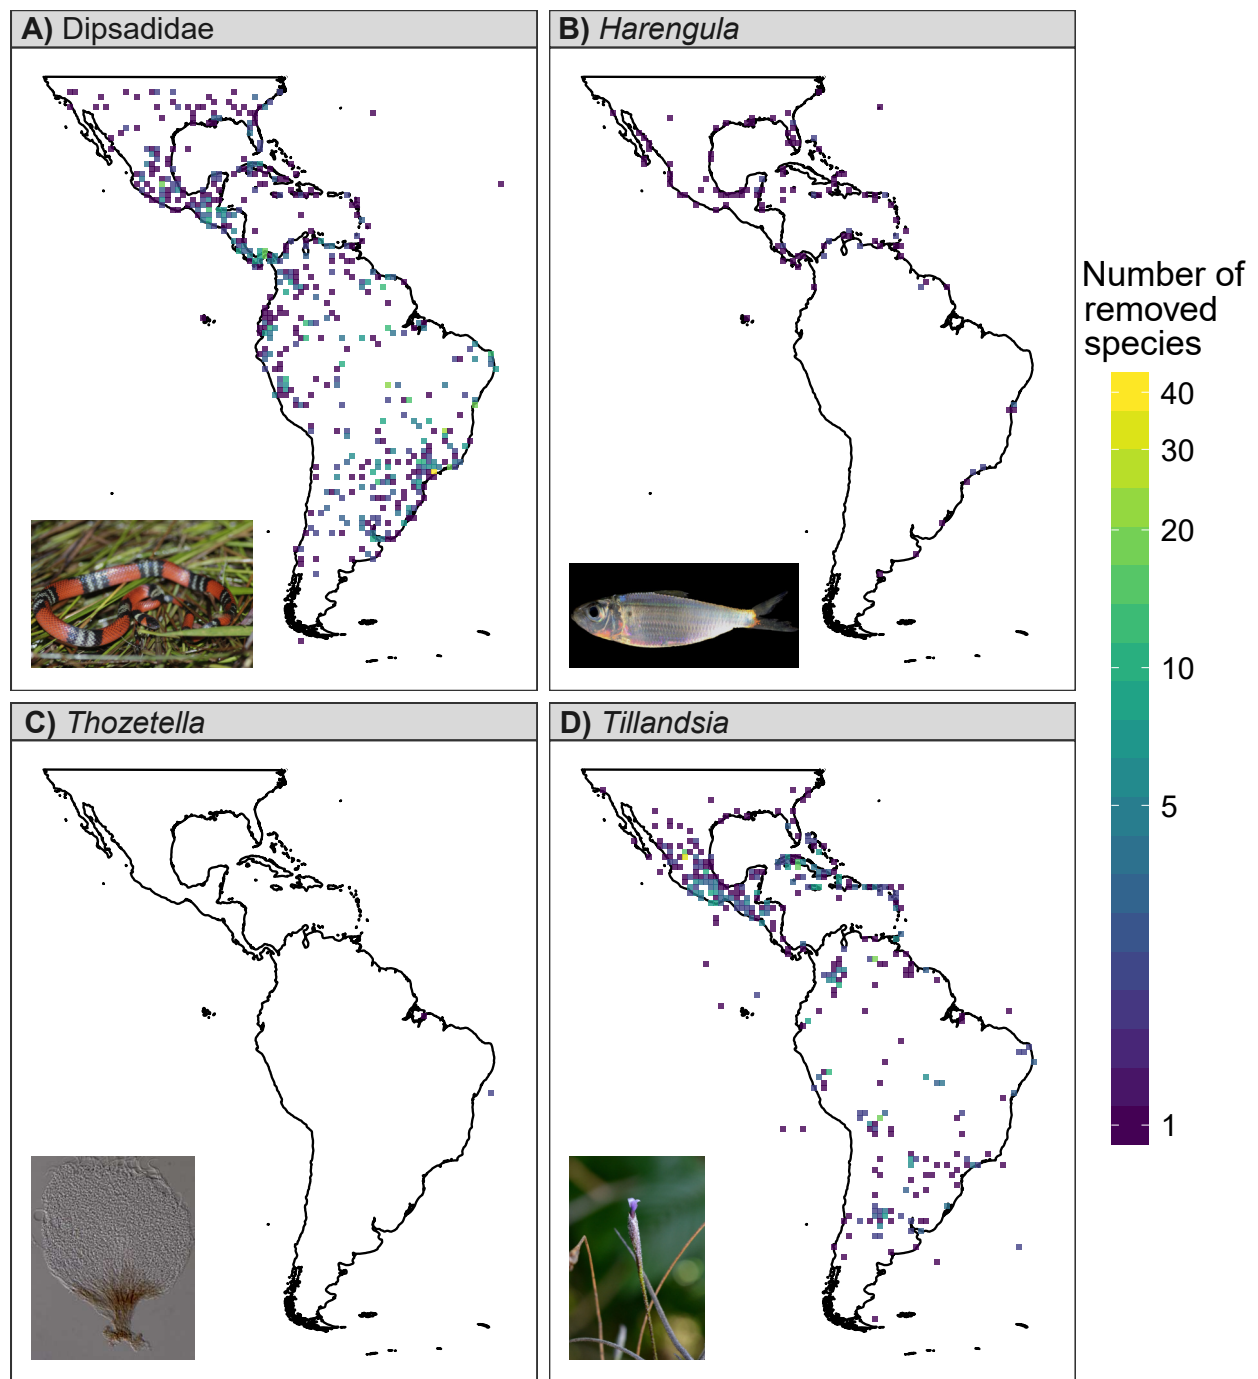 A) Dipsadidae
B) Harengula
Number of
removed
species
40
30
20
10
5
1
C) Thozetella
D) Tillandsia